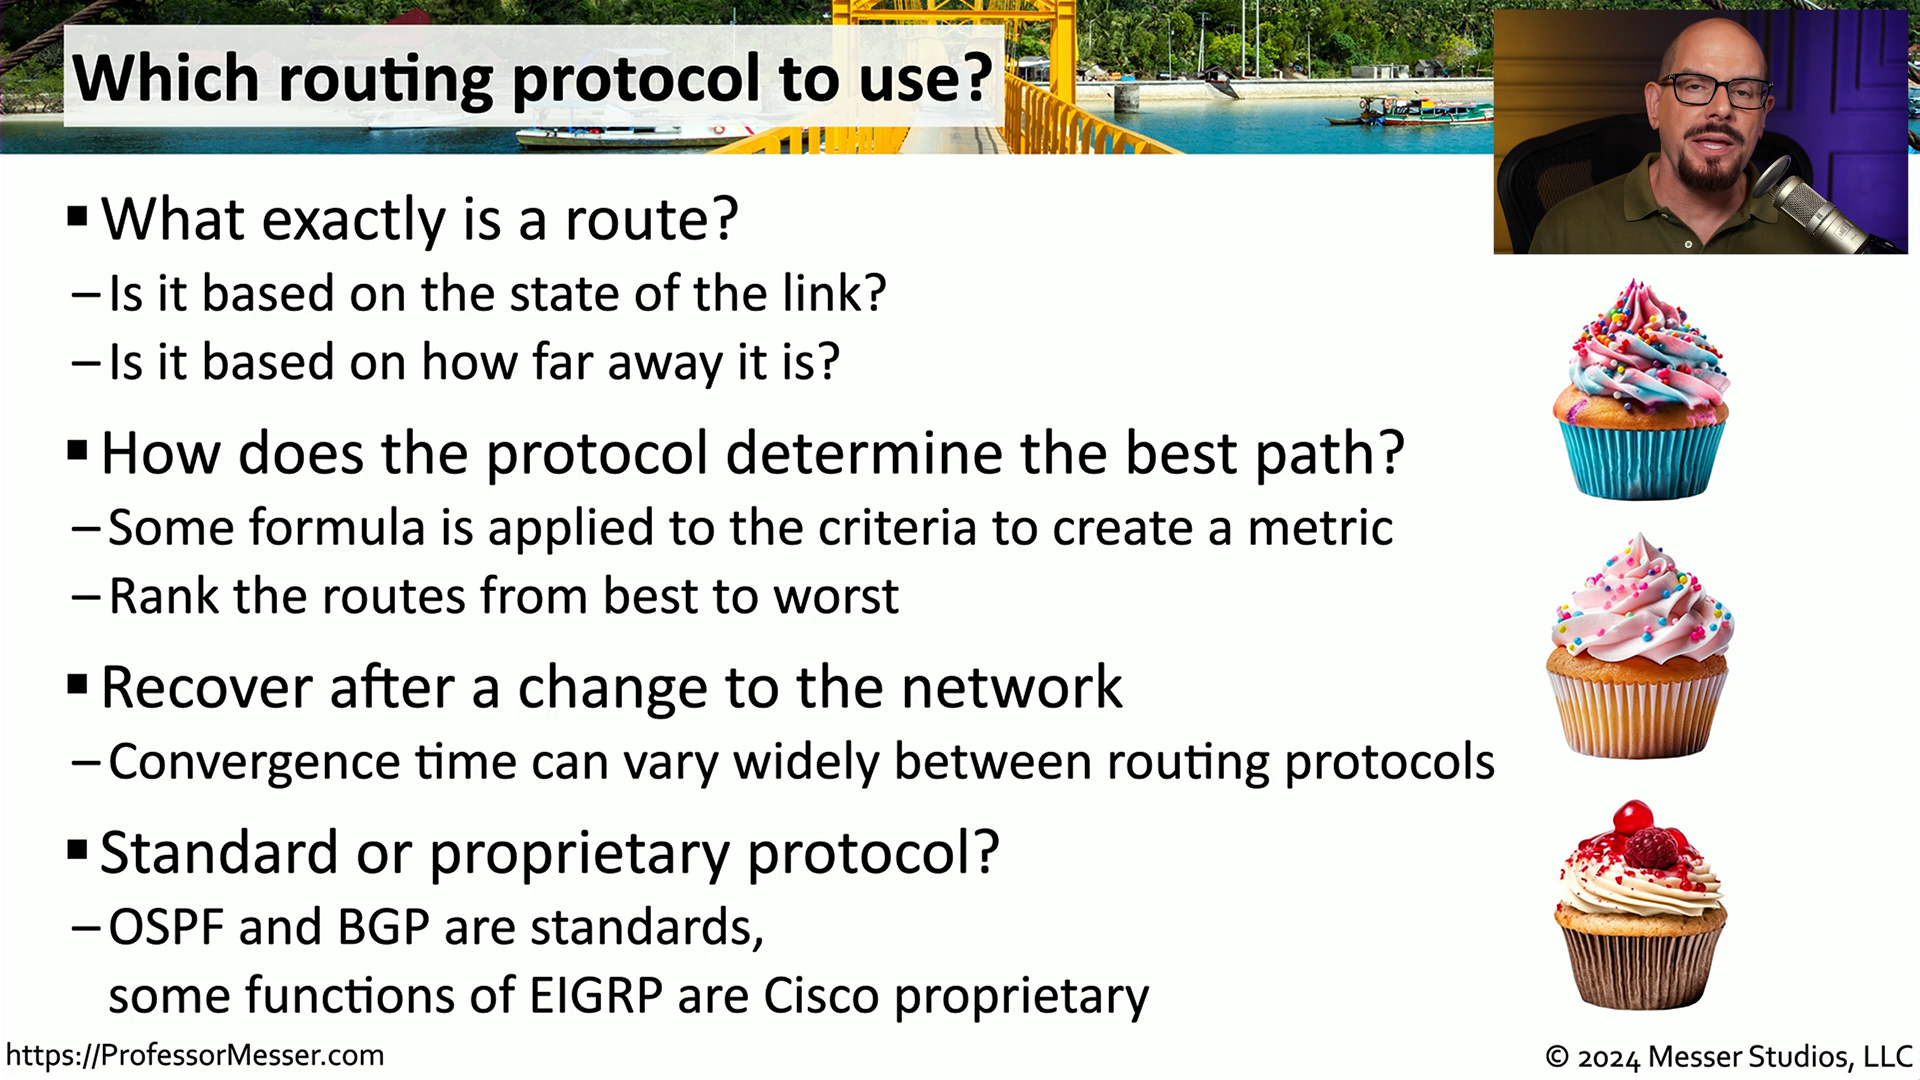 Which routing protocol to use?
▪ What exactly is a route?
– Is it based on the state of the link?
– Is it based on how far away it is?
▪ How does the protocol determine the best path?
– Some formula is applied to the criteria to create a metric
– Rank the routes from best to worst
▪ Recover after a change to the network
– Convergence time can vary widely between routing protocols
▪ Standard or proprietary protocol?
– OSPF and BGP are standards,
some functions of EIGRP are Cisco proprietary
https://ProfessorMesser.com
© 2024 Messer Studios, LLC